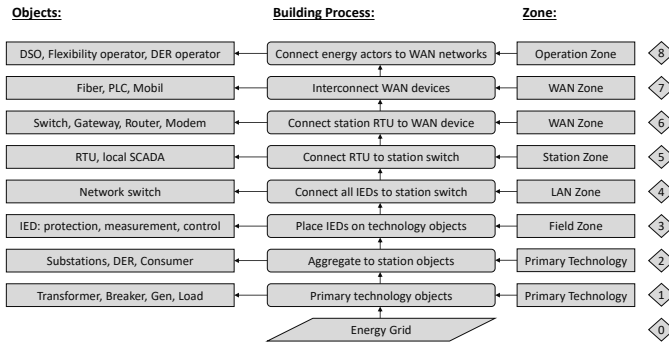 Objects: Building Process: Zone:
DSO, Flexibility operator, DER operator Connect energy actors to WAN networks Operation Zone 8
Fiber, PLC, Mobil Interconnect WAN devices WAN Zone 7
Switch, Gateway, Router, Modem Connect station RTU to WAN device WAN Zone 6
RTU, local SCADA Connect RTU to station switch Station Zone 5
Network switch Connect all IEDs to station switch LAN Zone 4
IED: protection, measurement, control Place IEDs on technology objects Field Zone 3
Substations, DER, Consumer Aggregate to station objects Primary Technology 2
Transformer, Breaker, Gen, Load Primary technology objects Primary Technology 1
Energy Grid 0